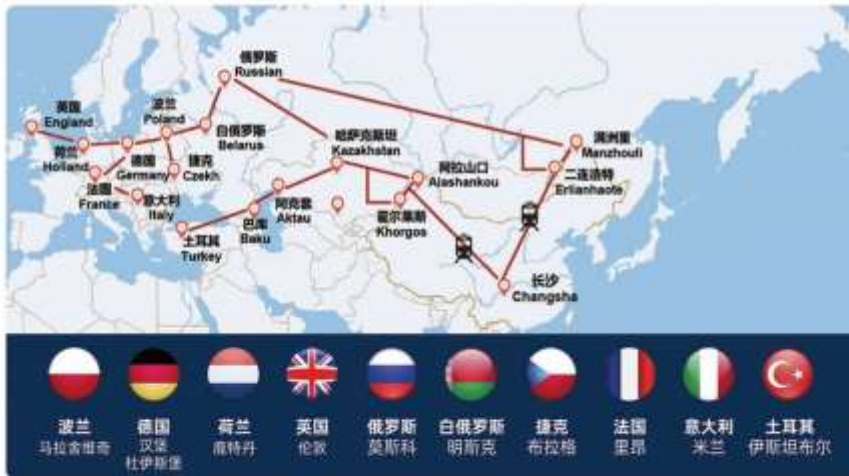 俄罗斯
Russian
英国
England
波兰
Poland
荷兰
Holland
德国
Germany
捷克
Czekh
白俄罗斯
Belarus
哈萨克斯坦
Kazakhstan
满洲里
Manzhouli
二连浩特
Erlianhaote
阿拉山口
Alashankou
霍尔果斯
Khorgos
法国
France
意大利
Italy
土耳其
Turkey
巴库
Baku
阿克套
Aktau
长沙
Changsha
波兰
马拉舍维奇
德国
汉堡
杜伊斯堡
荷兰
鹿特丹
英国
伦敦
俄罗斯
莫斯科
白俄罗斯
明斯克
捷克
布拉格
法国
里昂
意大利
米兰
土耳其
伊斯坦布尔